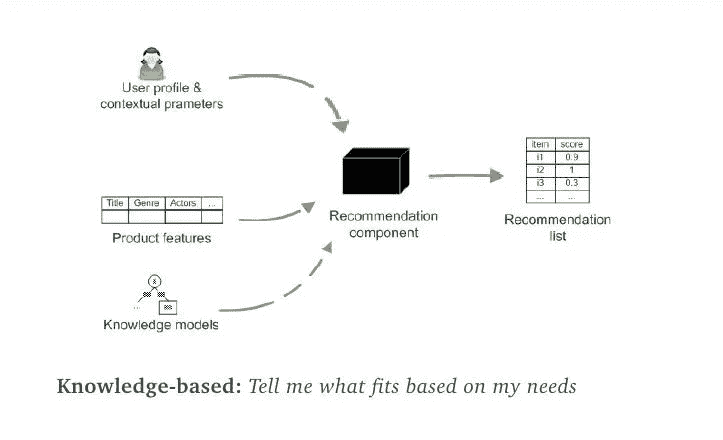 User profile &
contextual prameters
Title Genre Actors ...
Product features
Knowledge models
Recommendation
component
item score
i1 0.9
i2 1
i3 0.3
... ...
Recommendation
list
Knowledge-based: Tell me what fits based on my needs